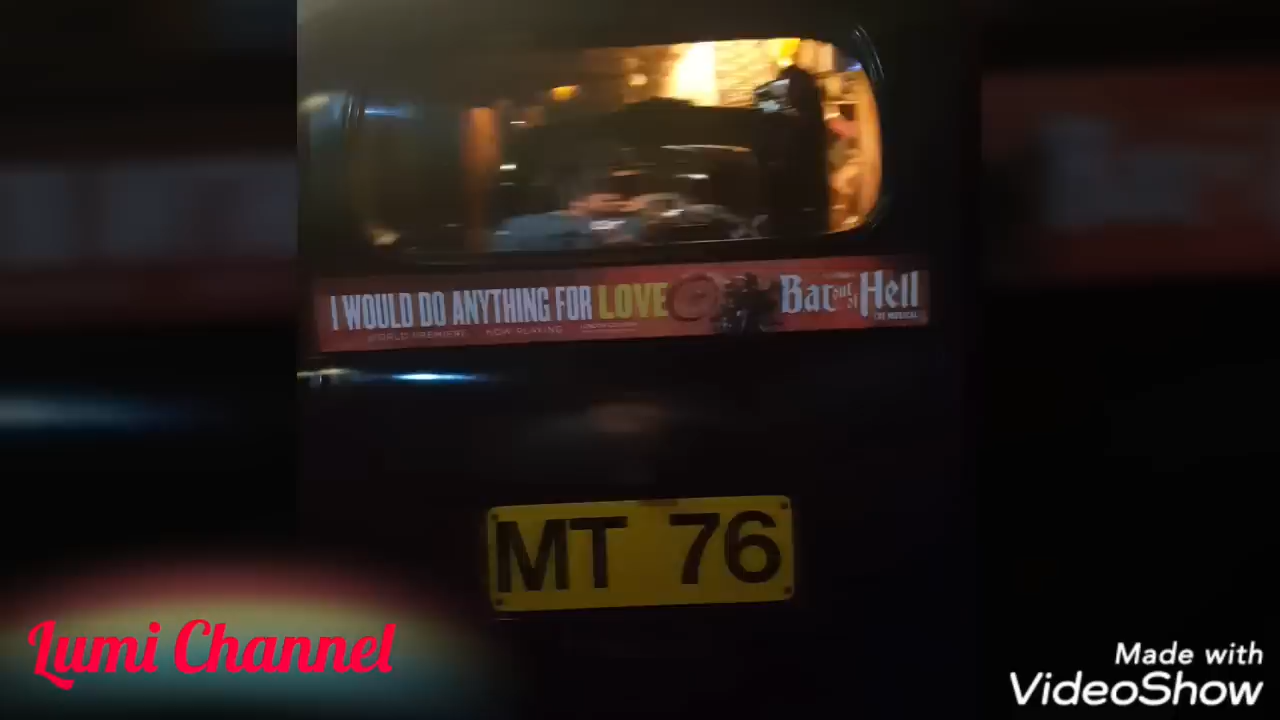 I WOULD DO ANYTHING FOR LOVE
WORLD PREMIERE NOW PLAYING
Bat out of Hell
THE MUSICAL
MT 76
Lumi Channel
Made with
VideoShow